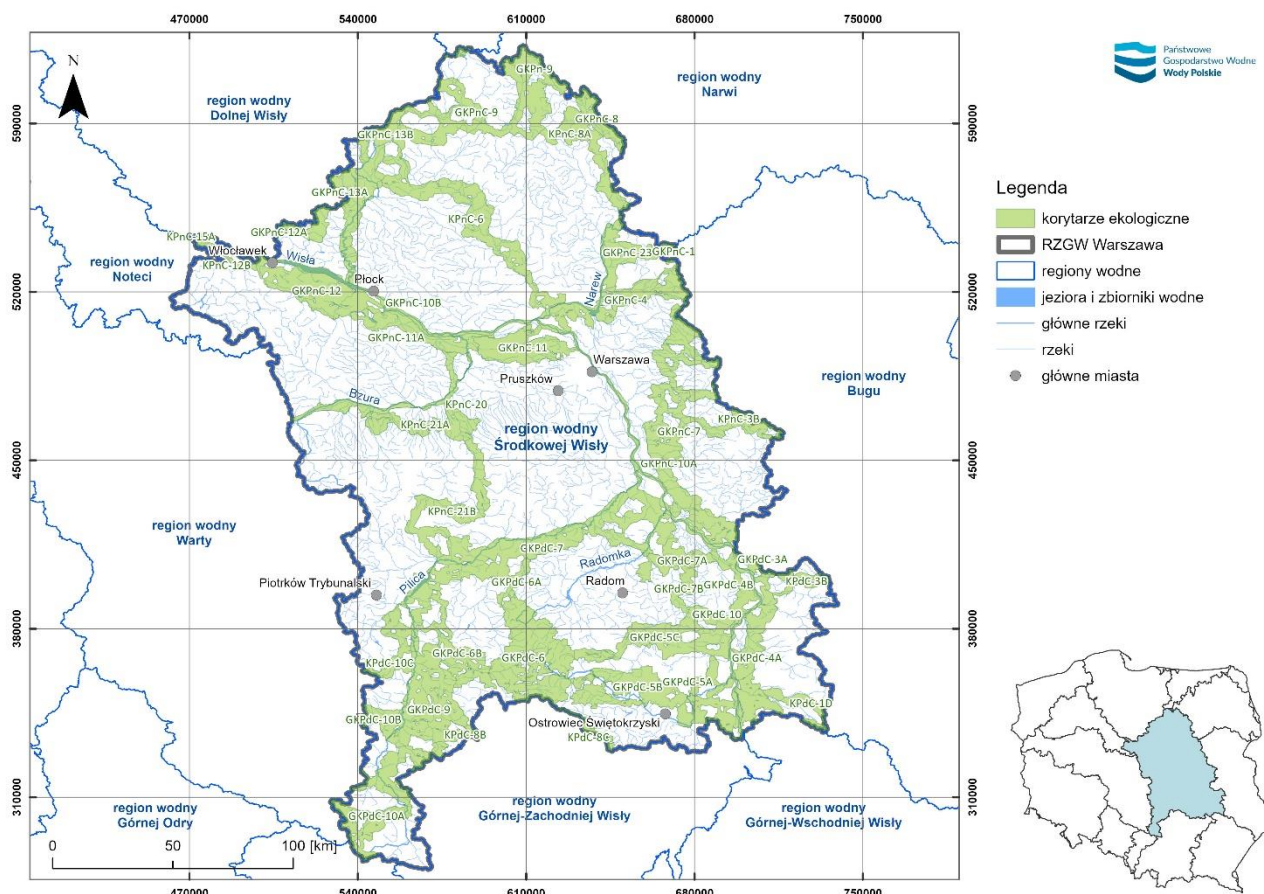 470000 540000 610000 680000 750000
Państwowe
Gospodarstwo Wodne
Wody Polskie
N
region wodny
Dolnej Wisły
region wodny
Narwi
GKPn-9
GKPnC-9
GKPnC-8
590000
590000
GKPnC-13B
KPnC-8A
Legenda
korytarze ekologiczne
RZGW Warszawa
regiony wodne
jeziora i zbiorniki wodne
główne rzeki
rzeki
główne miasta
GKPnC-13A
KPnC-6
KPnC-15A
GKPnC-12A
Włocławek
GKPnC-23
GKPnC-1
region wodny
Noteci
KPnC-12B
Wisła
Płock
GKPnC-12
GKPnC-10B
Narew
GKPnC-4
520000
520000
GKPnC-11A
GKPnC-11
Warszawa
Pruszków
region wodny
Bugu
Bzura
KPnC-20
KPnC-21A
KPnC-3B
GKPnC-7
region wodny
Środkowej Wisły
450000
450000
GKPnC-10A
KPnC-21B
region wodny
Warty
GKPdC-7
Radomka
GKPdC-7A
GKPdC-3A
Pilica
Piotrków Trybunalski
GKPdC-6A
Radom
GKPdC-7B
GKPdC-4B
KPdC-3B
GKPdC-10
380000
380000
GKPdC-5C
KPdC-10C
GKPdC-6B
GKPdC-6
GKPdC-4A
GKPdC-5B
GKPdC-5A
KPdC-1D
GKPdC-10B
GKPdC-9
Ostrowiec Świętokrzyski
KPdC-8B
KPdC-8C
310000
310000
region wodny
Górnej Odry
GKPdC-10A
region wodny
Górnej-Zachodniej Wisły
region wodny
Górnej-Wschodniej Wisły
0 50 100 [km]
470000 540000 610000 680000 750000